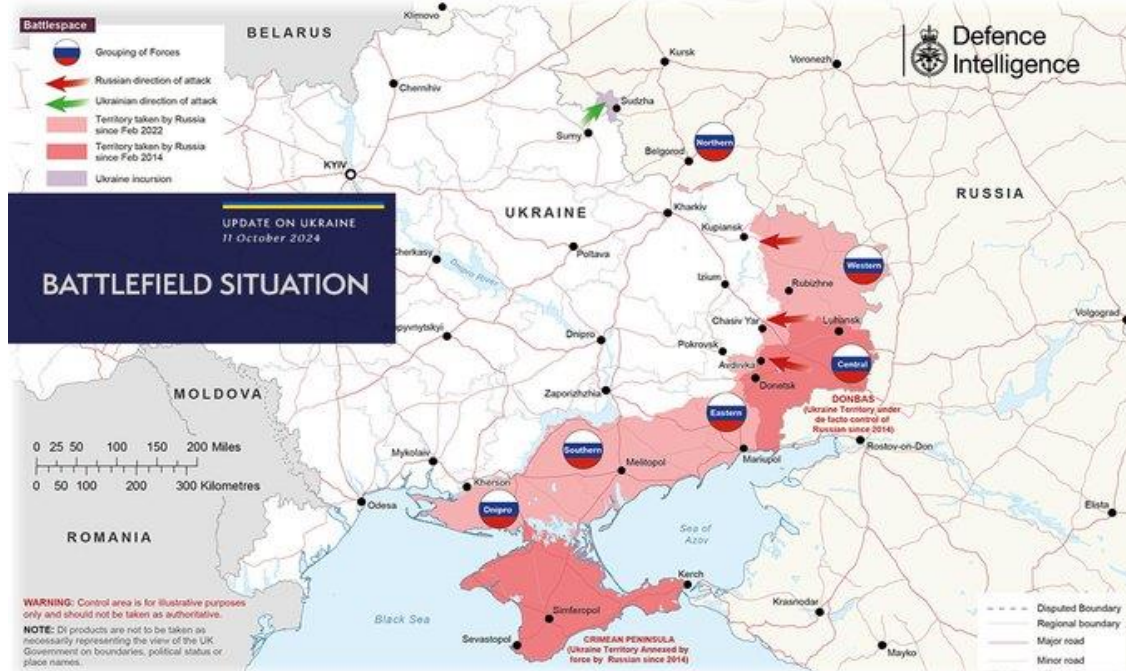 Battlespace
Grouping of Forces
Russian direction of attack
Ukrainian direction of attack
Territory taken by Russia
since Feb 2022
Territory taken by Russia
since Feb 2014
Ukraine incursion
UPDATE ON UKRAINE
11 October 2024
BATTLEFIELD SITUATION
Defence
Intelligence
Klimovo
BELARUS
Kursk
Voronezh
Chernihiv
Sudzha
Sumy
Northern
Belgorod
KYIV
RUSSIA
UKRAINE
Kharkiv
Kupiansk
Cherkasy
Poltava
Dnipro River
Western
Izium
Rubizhne
Volgograd
Chasiv Yar
Luhansk
Dnipro
Pokrovsk
Avdiivka
Central
Donetsk
MOLDOVA
Zaporizhzhia
DONBAS
(Ukraine Territory under
de facto control of
Russian since 2014)
Eastern
Rostov-on-Don
0 25 50 100 150 200 Miles
0 50 100 200 300 Kilometres
Southern
Mykolaiv
Melitopol
Mariupol
Kherson
Odesa
Dnipro
Elista
ROMANIA
Sea of
Azov
Kerch
WARNING: Control area is for illustrative purposes
only and should not be taken as authoritative.
NOTE: DI products are not to be taken as
necessarily representing the view of the UK
Government on boundaries, political status or
place names.
Black Sea
Simferopol
Sevastopol
CRIMEAN PENINSULA
(Ukraine Territory Annexed by
force by Russian since 2014)
Krasnodar
Mayko
Disputed Boundary
Regional boundary
Major road
Minor road